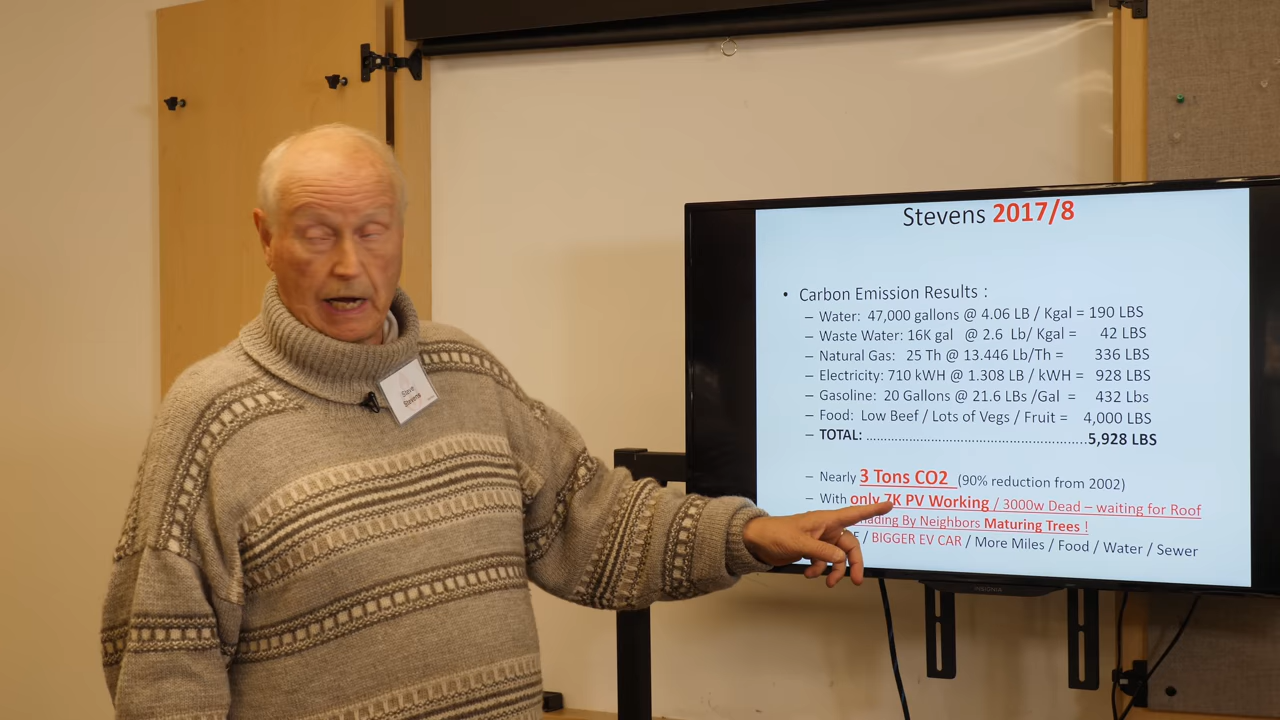 Stevens 2017/8
• Carbon Emission Results :
– Water: 47,000 gallons @ 4.06 LB / Kgal = 190 LBS
– Waste Water: 16K gal @ 2.6 Lb/ Kgal = 42 LBS
– Natural Gas: 25 Th @ 13.446 Lb/Th = 336 LBS
– Electricity: 710 kWH @ 1.308 LB / kWH = 928 LBS
– Gasoline: 20 Gallons @ 21.6 LBs /Gal = 432 Lbs
– Food: Low Beef / Lots of Vegs / Fruit = 4,000 LBS
– TOTAL: ........................................................5,928 LBS
– Nearly 3 Tons CO2 (90% reduction from 2002)
– With only 7K PV Working / 3000w Dead – waiting for Roof
By Neighbors Maturing Trees !
/ BIGGER EV CAR / More Miles / Food / Water / Sewer
Steve
Stevens
INSIGNIA